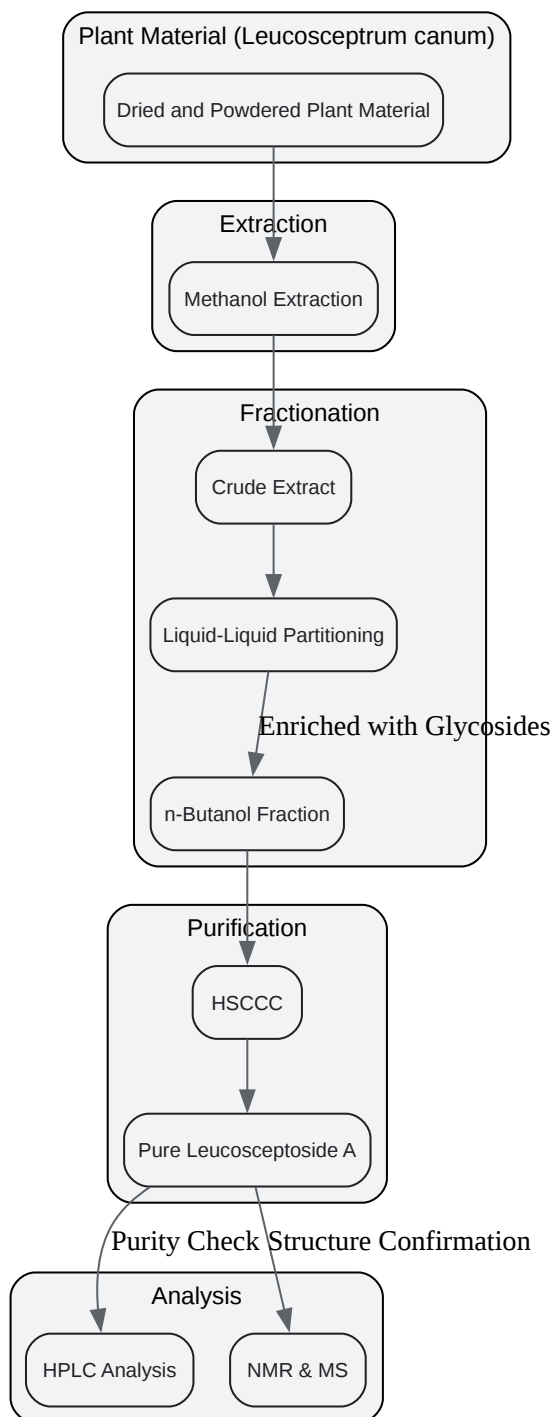 Plant Material (Leucosceptrum canum)
Dried and Powdered Plant Material
Extraction
Methanol Extraction
Fractionation
Crude Extract
Liquid-Liquid Partitioning
Enriched with Glycosides
n-Butanol Fraction
Purification
HSCCC
Pure Leucosceptoside A
Purity Check
Structure Confirmation
Analysis
HPLC Analysis
NMR & MS